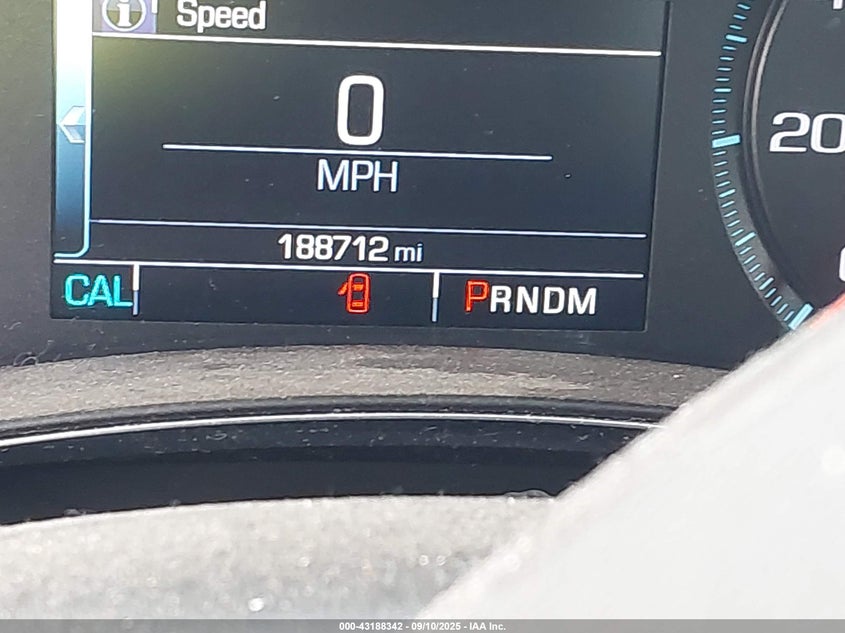 Speed
0
MPH
188712 mi
CAL
PRNDM
20
000-43188342 - 09/10/2025 - IAA Inc.